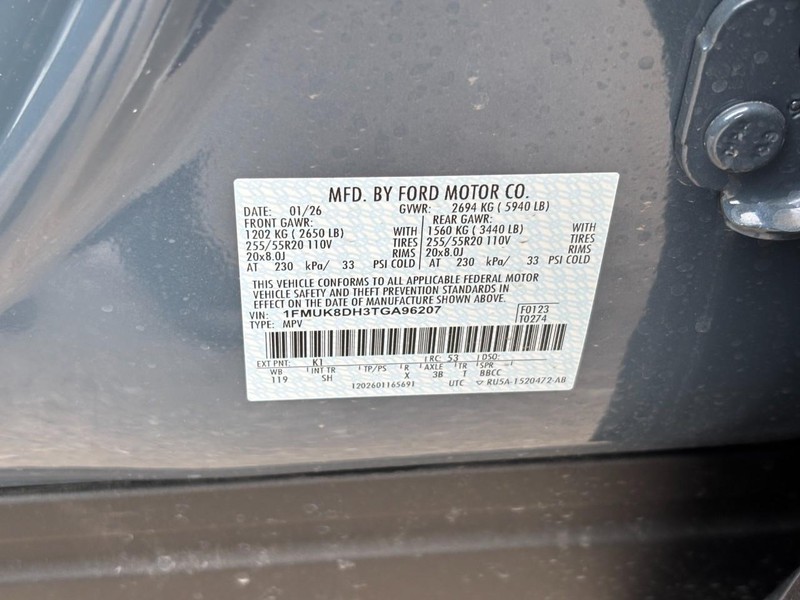 MFD. BY FORD MOTOR CO.
DATE: 01/26 GVWR: 2694 KG ( 5940 LB)
FRONT GAWR: REAR GAWR:
1202 KG ( 2650 LB) WITH 1560 KG ( 3440 LB) WITH
255/55R20 110V TIRES 255/55R20 110V TIRES
20x8.0J RIMS 20x8.0J RIMS
AT 230 kPa/ 33 PSI COLD AT 230 kPa/ 33 PSI COLD
THIS VEHICLE CONFORMS TO ALL APPLICABLE FEDERAL MOTOR
VEHICLE SAFETY AND THEFT PREVENTION STANDARDS IN
EFFECT ON THE DATE OF MANUFACTURE SHOWN ABOVE.
VIN: 1FMUK8DH3TGA96207 F0123
TYPE: MPV T0274
EXT PNT: K1 RC: 53 DSO:
WB INT TR TP/PS R AXLE TR SPR
119 SH X 3B 1 BBCC
1202601165691 UTC RU5A-1520472-AB